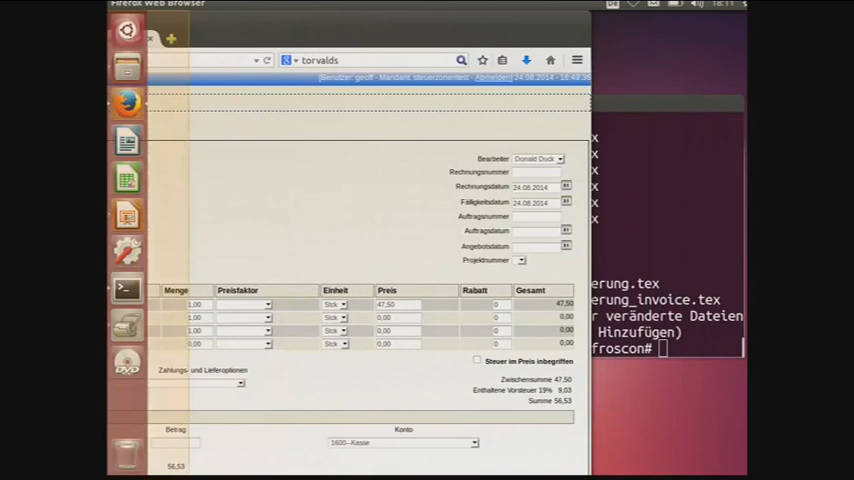 Firefox Web Browser
De
18:11
torvalds
[Benutzer: geoff - Mandant: steuerzonentest - Abmelden] 24.08.2014 - 16:49:36
Bearbeiter Donald Duck
Rechnungsnummer
Rechnungsdatum 24.08.2014
Fälligkeitsdatum 24.08.2014
Auftragsnummer
Auftragsdatum
Angebotsdatum
Projektnummer
Menge Preisfaktor Einheit Preis Rabatt Gesamt
1,00 Stck 47,50 0 47,50
1,00 Stck 0,00 0 0,00
1,00 Stck 0,00 0 0,00
0,00 Stck 0,00 0 0,00
Steuer im Preis inbegriffen
Zahlungs- und Lieferoptionen
Zwischensumme 47,50
Enthaltene Vorsteuer 19% 9,03
Summe 56,53
Betrag Konto
1600--Kasse
56,53
x
x
x
x
x
x
erung.tex
erung_invoice.tex
r veränderte Dateien
Hinzufügen)
froscon#
DVD